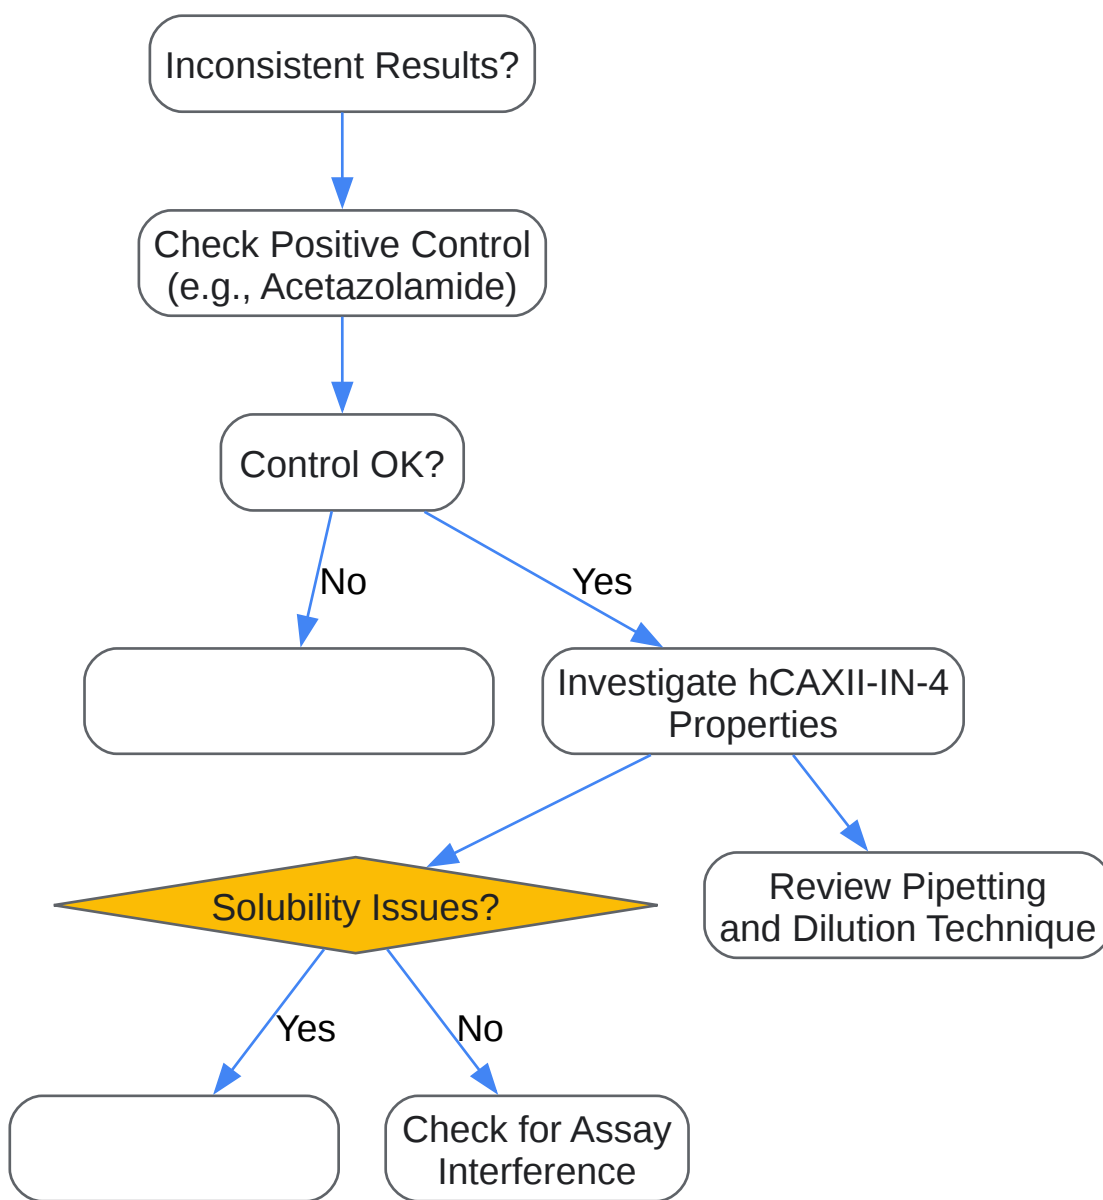 Inconsistent Results?
Check Positive Control
(e.g., Acetazolamide)
Control OK?
No
Yes
Investigate hCAXII-IN-4
Properties
Solubility Issues?
Review Pipetting
and Dilution Technique
Yes
No
Check for Assay
Interference